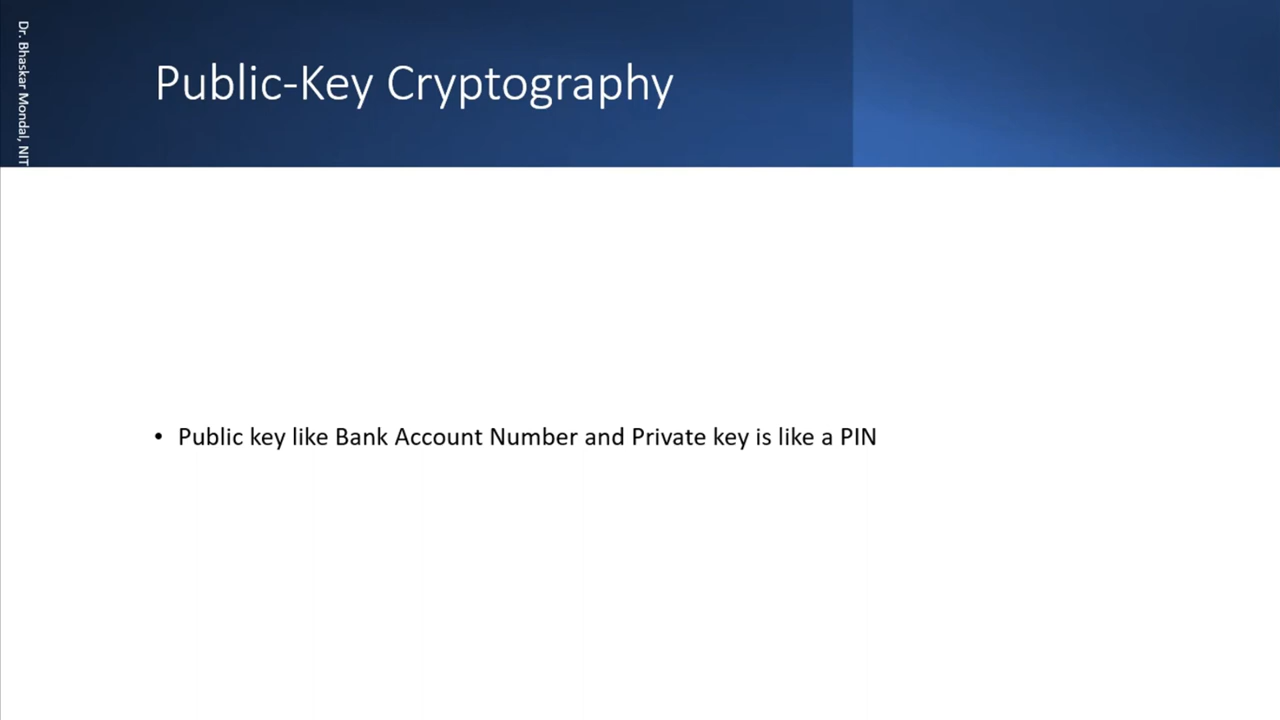 Dr. Bhaskar Mondal, NIT
Public-Key Cryptography
• Public key like Bank Account Number and Private key is like a PIN